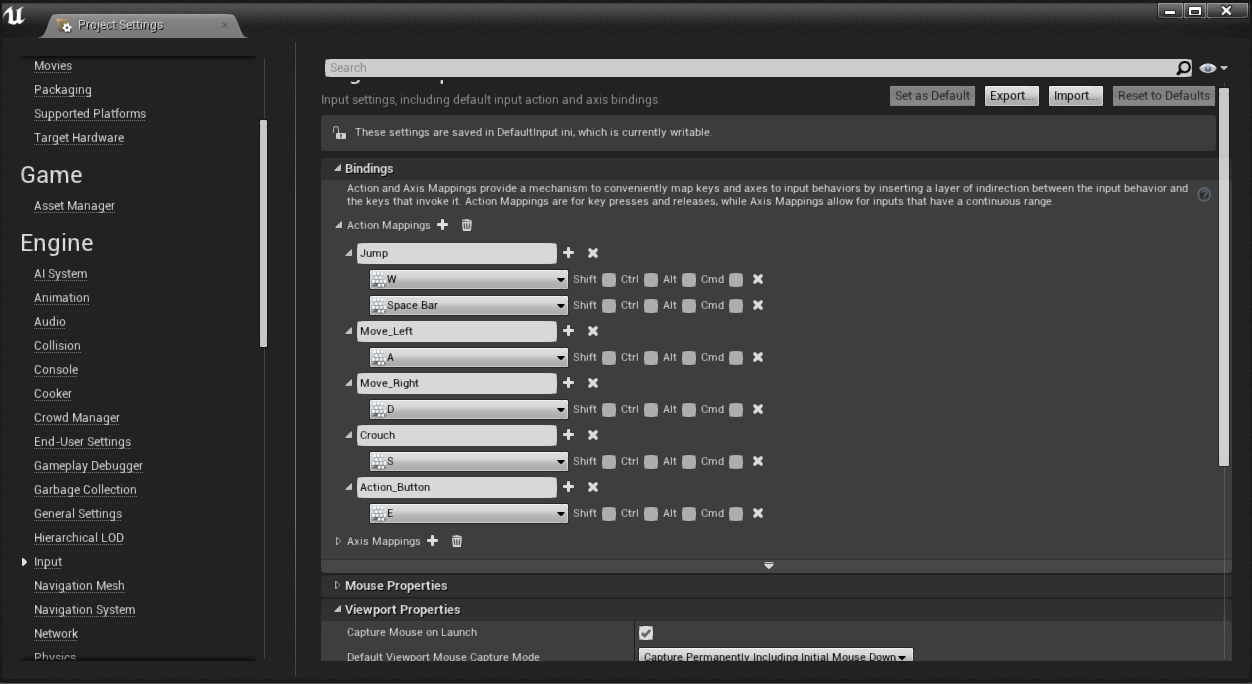 Project Settings
Movies
Packaging
Supported Platforms
Target Hardware
Game
Asset Manager
Engine
AI System
Animation
Audio
Collision
Console
Cooker
Crowd Manager
End-User Settings
Gameplay Debugger
Garbage Collection
General Settings
Hierarchical LOD
Input
Navigation Mesh
Navigation System
Network
Physics
Search
Input settings, including default input action and axis bindings.
Set as Default Export... Import... Reset to Defaults
These settings are saved in DefaultInput.ini, which is currently writable.
Bindings
Action and Axis Mappings provide a mechanism to conveniently map keys and axes to input behaviors by inserting a layer of indirection between the input behavior and
the keys that invoke it. Action Mappings are for key presses and releases, while Axis Mappings allow for inputs that have a continuous range.
Action Mappings
Jump
W Shift Ctrl Alt Cmd
Space Bar Shift Ctrl Alt Cmd
Move_Left
A Shift Ctrl Alt Cmd
Move_Right
D Shift Ctrl Alt Cmd
Crouch
S Shift Ctrl Alt Cmd
Action_Button
E Shift Ctrl Alt Cmd
Axis Mappings
Mouse Properties
Viewport Properties
Capture Mouse on Launch
Default Viewport Mouse Capture Mode Capture Permanently Including Initial Mouse Down